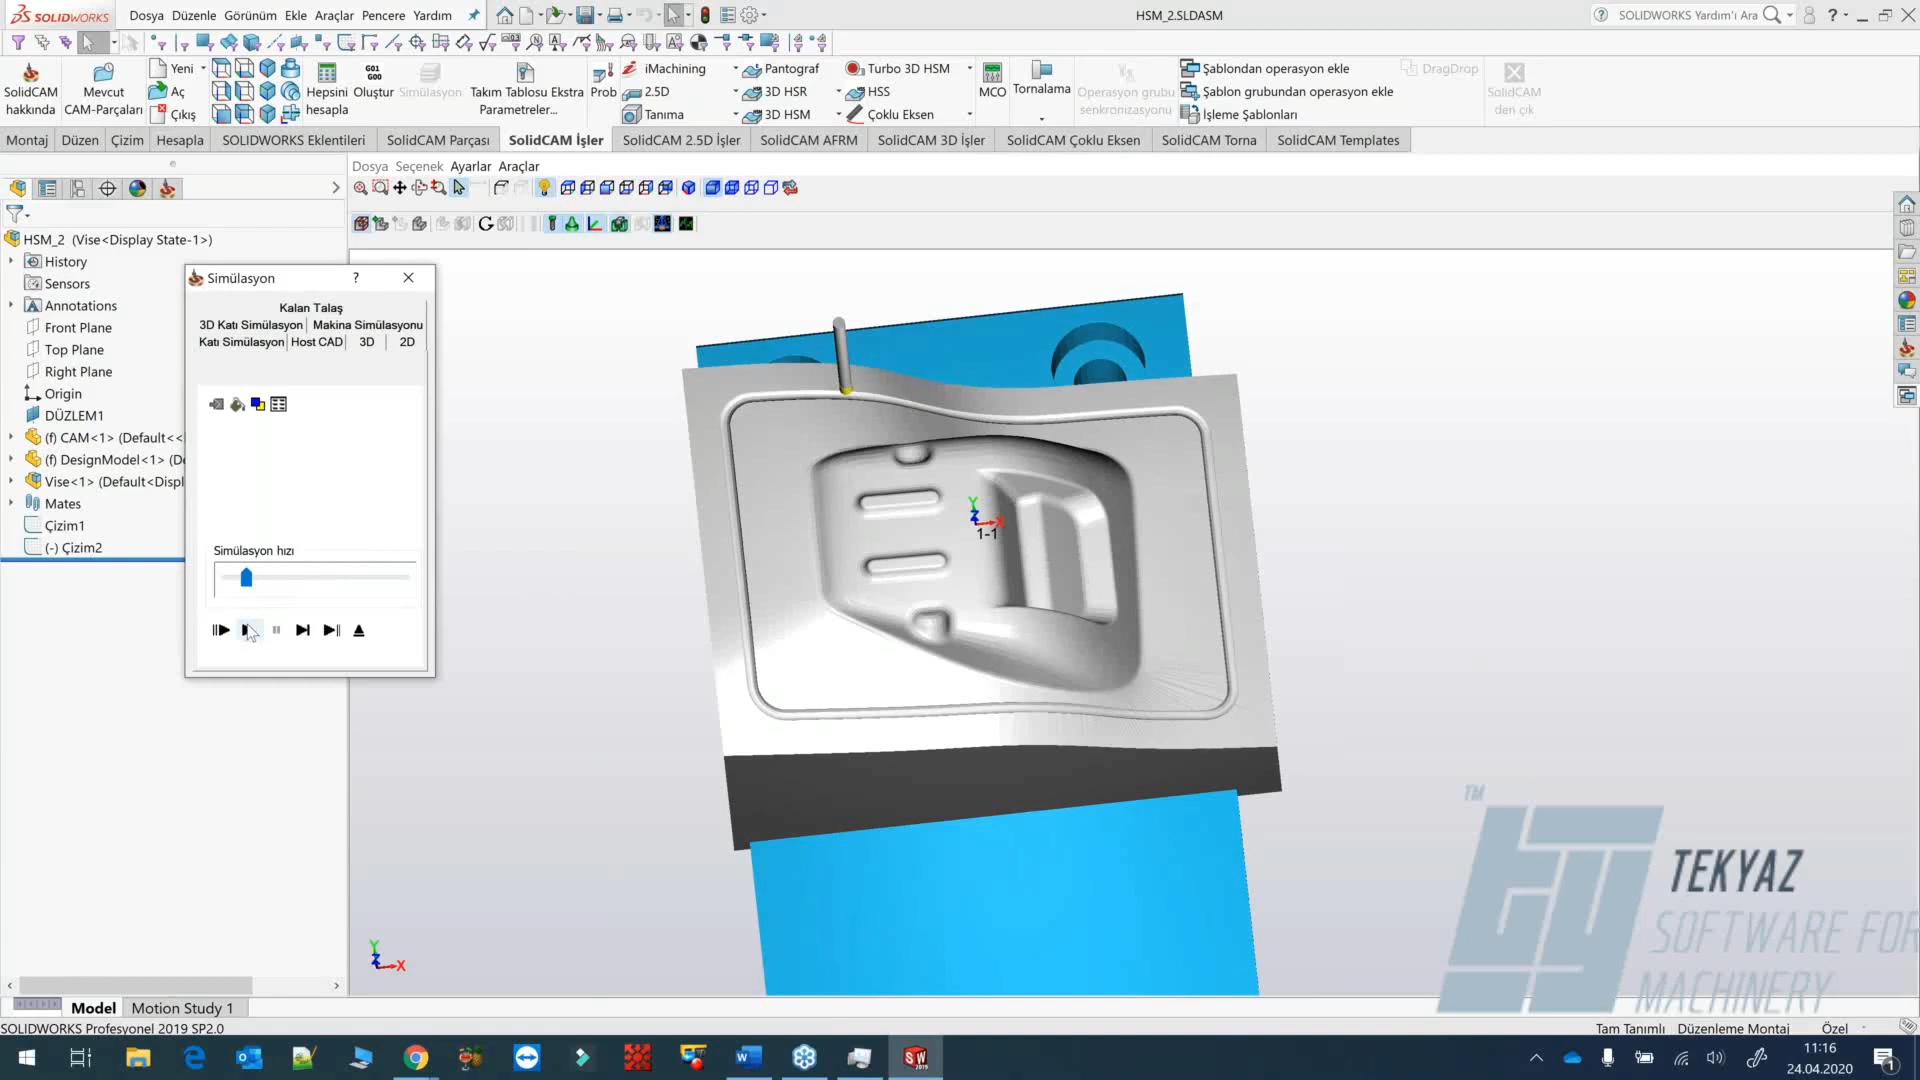 SOLIDWORKS
Dosya Düzenle Görünüm Ekle Araçlar Pencere Yardım
HSM_2.SLDASM
SOLIDWORKS Yardım'ı Ara
SolidCAM hakkında
Mevcut CAM-Parçaları
Yeni
Aç
Çıkış
Hepsini hesapla
G01 G00
Oluştur
Simülasyon
Takım Tablosu Ekstra Parametreler...
Prob
iMachining
2.5D
Tanıma
Pantograf
3D HSR
3D HSM
Turbo 3D HSM
HSS
Çoklu Eksen
MCO
Tornalama
Operasyon grubu senkronizasyonu
Şablondan operasyon ekle
Şablon grubundan operasyon ekle
İşleme Şablonları
DragDrop
SolidCAM den çık
Montaj Düzen Çizim Hesapla SOLIDWORKS Eklentileri SolidCAM Parçası SolidCAM İşler SolidCAM 2.5D İşler SolidCAM AFRM SolidCAM 3D İşler SolidCAM Çoklu Eksen SolidCAM Torna SolidCAM Templates
Dosya Seçenek Ayarlar Araçlar
HSM_2 (Vise<Display State-1>)
History
Sensors
Annotations
Front Plane
Top Plane
Right Plane
Origin
DÜZLEM1
(f) CAM<1> (Default<<
(f) DesignModel<1> (De
Vise<1> (Default<Displ
Mates
Çizim1
(-) Çizim2
Simülasyon ?
Kalan Talaş
3D Katı Simülasyon Makina Simülasyonu
Katı Simülasyon Host CAD 3D 2D
Simülasyon hızı
Y
Z X
1-1
Y
Z X
TM
TEKYAZ
SOFTWARE FOR
MACHINERY
Model Motion Study 1
SOLIDWORKS Profesyonel 2019 SP2.0
Tam Tanımlı Düzenleme Montaj Özel
11:16
24.04.2020